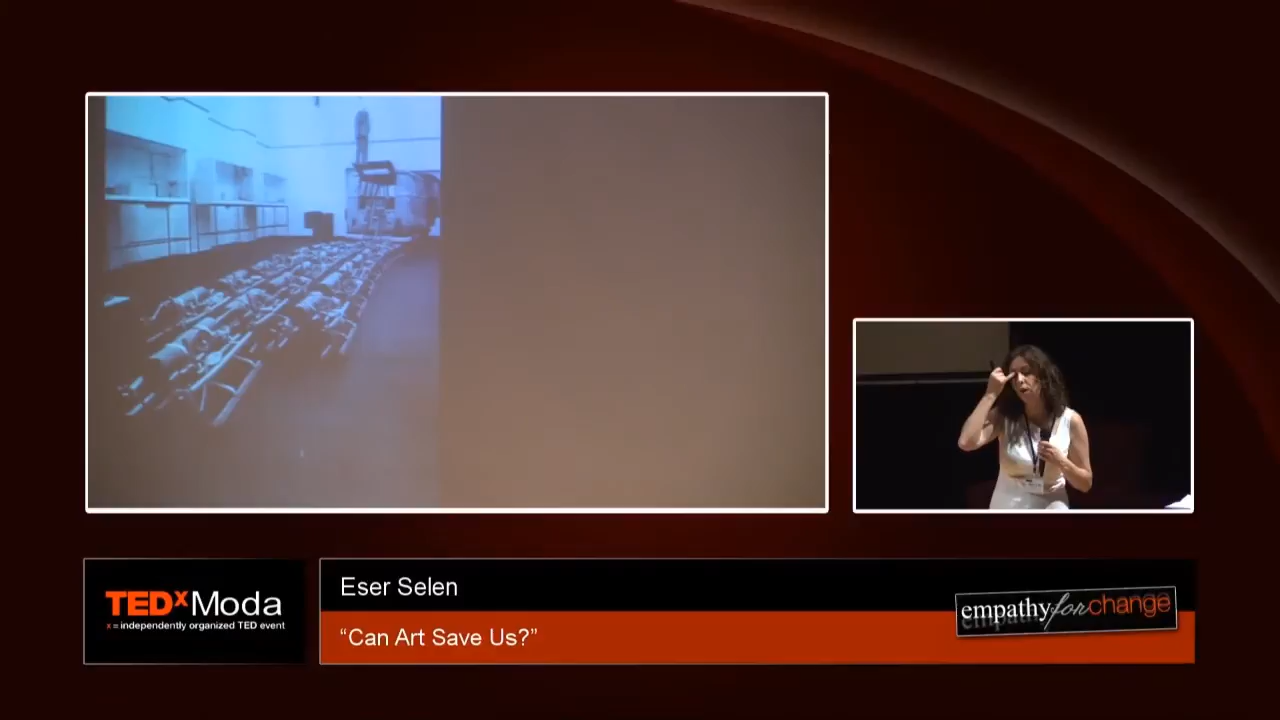 Eser Selen
“Can Art Save Us?”
TEDxModa
x = independently organized TED event
empathy for change